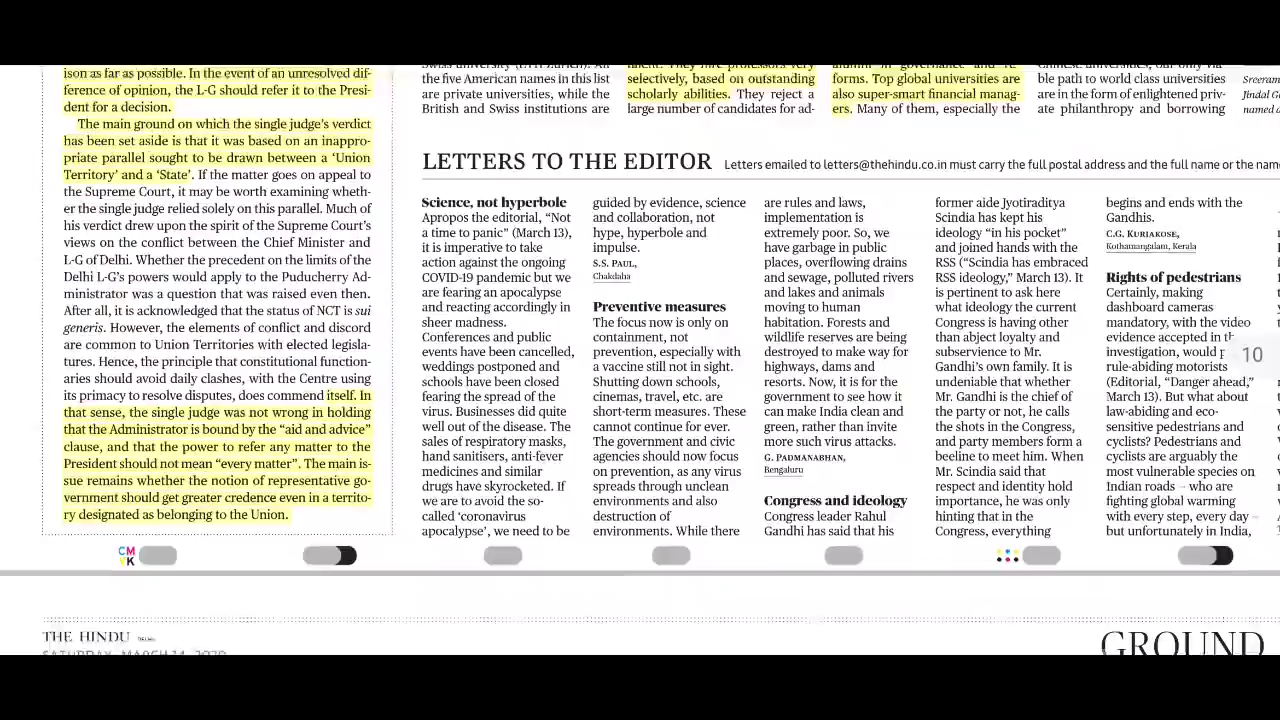 ison as far as possible. In the event of an unresolved dif-
ference of opinion, the L-G should refer it to the Presi-
dent for a decision.
The main ground on which the single judge's verdict
has been set aside is that it was based on an inappro-
priate parallel sought to be drawn between a 'Union
Territory' and a 'State'. If the matter goes on appeal to
the Supreme Court, it may be worth examining wheth-
er the single judge relied solely on this parallel. Much of
his verdict drew upon the spirit of the Supreme Court's
views on the conflict between the Chief Minister and
L-G of Delhi. Whether the precedent on the limits of the
Delhi L-G's powers would apply to the Puducherry Ad-
ministrator was a question that was raised even then.
After all, it is acknowledged that the status of NCT is sui
generis. However, the elements of conflict and discord
are common to Union Territories with elected legisla-
tures. Hence, the principle that constitutional function-
aries should avoid daily clashes, with the Centre using
its primacy to resolve disputes, does commend itself. In
that sense, the single judge was not wrong in holding
that the Administrator is bound by the "aid and advice"
clause, and that the power to refer any matter to the
President should not mean "every matter". The main is-
sue remains whether the notion of representative go-
vernment should get greater credence even in a territo-
ry designated as belonging to the Union.
the five American names in this list
are private universities, while the
British and Swiss institutions are
selectively, based on outstanding
scholarly abilities. They reject a
large number of candidates for ad-
forms. Top global universities are
also super-smart financial manag-
ers. Many of them, especially the
ble path to world class universities
are in the form of enlightened priv-
ate philanthropy and borrowing
Sreeram
Jindal Gl
named a
LETTERS TO THE EDITOR Letters emailed to letters@thehindu.co.in must carry the full postal address and the full name or the nam
Science, not hyperbole
Apropos the editorial, "Not
a time to panic" (March 13),
it is imperative to take
action against the ongoing
COVID-19 pandemic but we
are fearing an apocalypse
and reacting accordingly in
sheer madness.
Conferences and public
events have been cancelled,
weddings postponed and
schools have been closed
fearing the spread of the
virus. Businesses did quite
well out of the disease. The
sales of respiratory masks,
hand sanitisers, anti-fever
medicines and similar
drugs have skyrocketed. If
we are to avoid the so-
called 'coronavirus
apocalypse', we need to be
guided by evidence, science
and collaboration, not
hype, hyperbole and
impulse.
S.S. PAUL,
Chakdaha
Preventive measures
The focus now is only on
containment, not
prevention, especially with
a vaccine still not in sight.
Shutting down schools,
cinemas, travel, etc. are
short-term measures. These
cannot continue for ever.
The government and civic
agencies should now focus
on prevention, as any virus
spreads through unclean
environments and also
destruction of
environments. While there
are rules and laws,
implementation is
extremely poor. So, we
have garbage in public
places, overflowing drains
and sewage, polluted rivers
and lakes and animals
moving to human
habitation. Forests and
wildlife reserves are being
destroyed to make way for
highways, dams and
resorts. Now, it is for the
government to see how it
can make India clean and
green, rather than invite
more such virus attacks.
G. PADMANABHAN,
Bengaluru
Congress and ideology
Congress leader Rahul
Gandhi has said that his
former aide Jyotiraditya
Scindia has kept his
ideology "in his pocket"
and joined hands with the
RSS ("Scindia has embraced
RSS ideology," March 13). It
is pertinent to ask here
what ideology the current
Congress is having other
than abject loyalty and
subservience to Mr.
Gandhi's own family. It is
undeniable that whether
Mr. Gandhi is the chief of
the party or not, he calls
the shots in the Congress,
and party members form a
beeline to meet him. When
Mr. Scindia said that
respect and identity hold
importance, he was only
hinting that in the
Congress, everything
begins and ends with the
Gandhis.
C.G. KURIAKOSE,
Kothamangalam, Kerala
Rights of pedestrians
Certainly, making
dashboard cameras
mandatory, with the video
evidence accepted in th
investigation, would p
rule-abiding motorists
(Editorial, "Danger ahead,"
March 13). But what about
law-abiding and eco-
sensitive pedestrians and
cyclists? Pedestrians and
cyclists are arguably the
most vulnerable species on
Indian roads – who are
fighting global warming
with every step, every day –
but unfortunately in India,
10
CM
YK
THE HINDU
SATURDAY, MARCH 14, 2020
GROUND